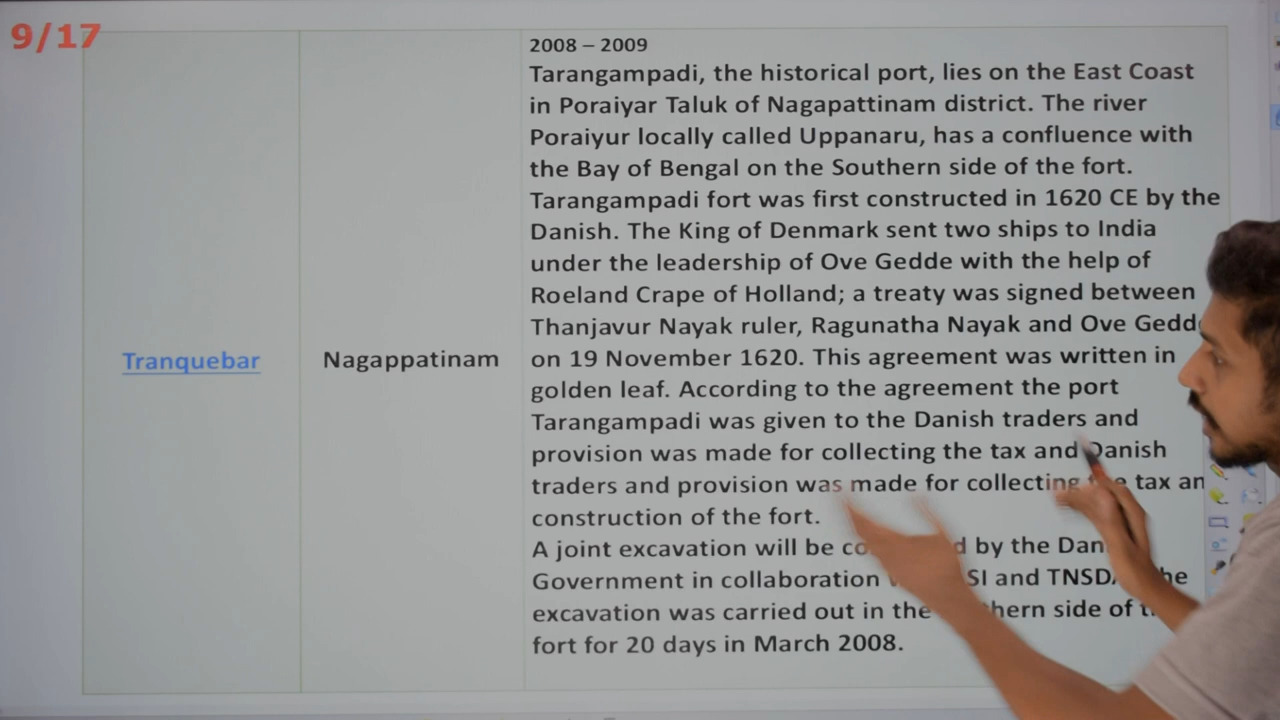 9/17
2008 – 2009
Tarangampadi, the historical port, lies on the East Coast
in Poraiyar Taluk of Nagapattinam district. The river
Poraiyur locally called Uppanaru, has a confluence with
the Bay of Bengal on the Southern side of the fort.
Tarangampadi fort was first constructed in 1620 CE by the
Danish. The King of Denmark sent two ships to India
under the leadership of Ove Gedde with the help of
Roeland Crape of Holland; a treaty was signed between
Thanjavur Nayak ruler, Ragunatha Nayak and Ove
Tranquebar
Nagappatinam
on 19 November 1620. This agreement was written in
golden leaf. According to the agreement the port
Tarangampadi was given to the Danish traders and
provision was made for collecting the tax and Danish
traders and provision was made for collecting tax
construction of the fort.
A joint excavation will be by the
Government in collaboration and
excavation was carried out in the side of
fort for 20 days in March 2008.